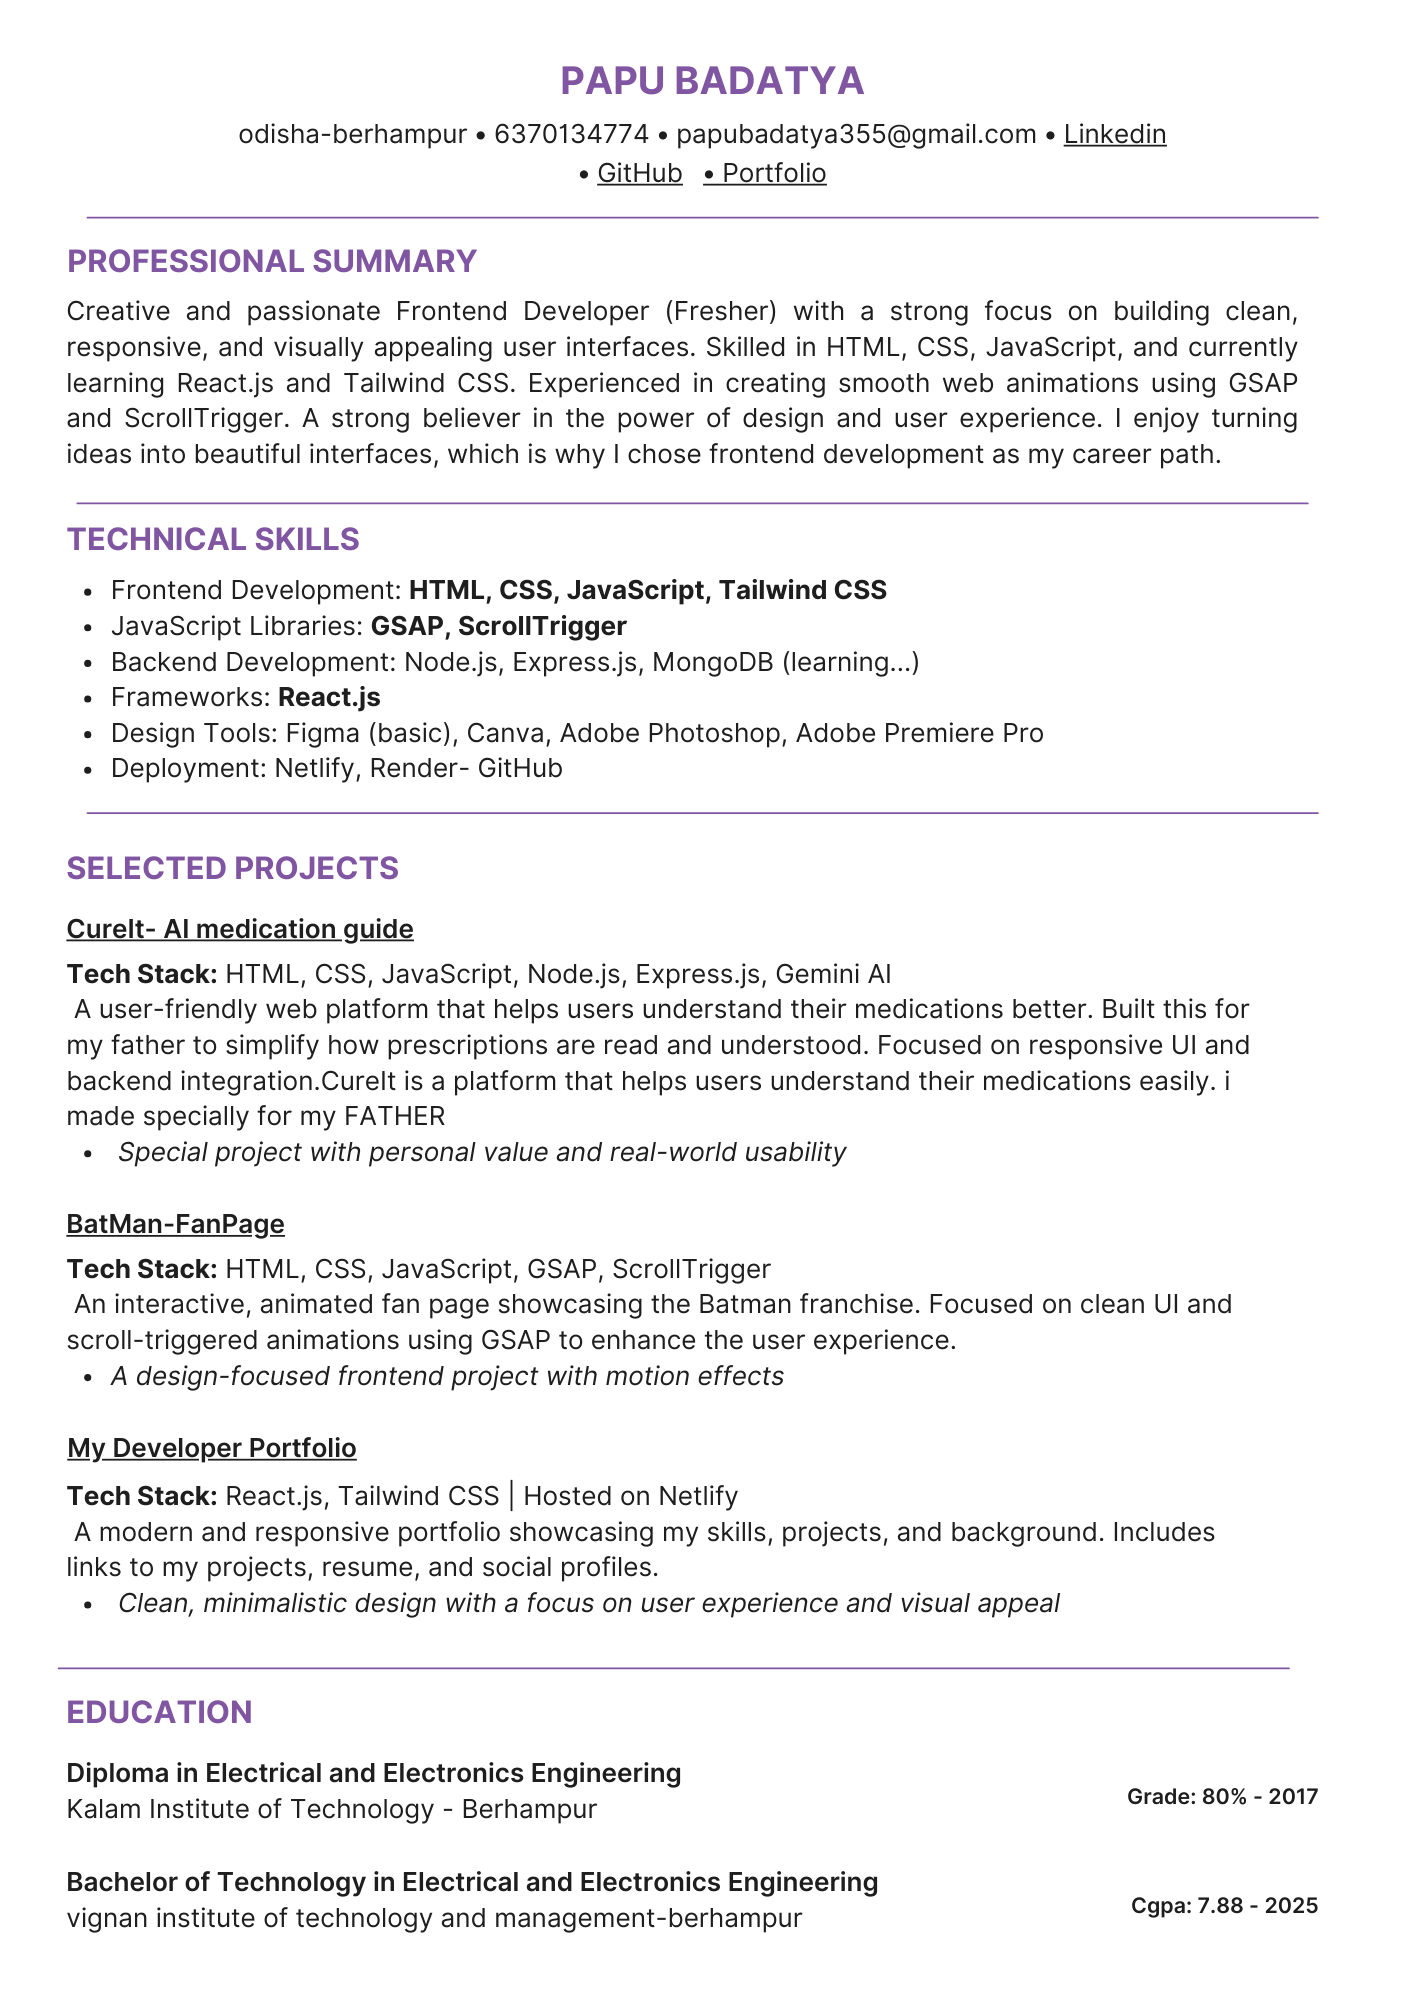 PAPU BADATYA
odisha-berhampur • 6370134774 • papubadatya355@gmail.com • Linkedin
• GitHub • Portfolio
PROFESSIONAL SUMMARY
Creative and passionate Frontend Developer (Fresher) with a strong focus on building clean,
responsive, and visually appealing user interfaces. Skilled in HTML, CSS, JavaScript, and currently
learning React.js and Tailwind CSS. Experienced in creating smooth web animations using GSAP
and ScrollTrigger. A strong believer in the power of design and user experience. I enjoy turning
ideas into beautiful interfaces, which is why I chose frontend development as my career path.
TECHNICAL SKILLS
• Frontend Development: HTML, CSS, JavaScript, Tailwind CSS
• JavaScript Libraries: GSAP, ScrollTrigger
• Backend Development: Node.js, Express.js, MongoDB (learning...)
• Frameworks: React.js
• Design Tools: Figma (basic), Canva, Adobe Photoshop, Adobe Premiere Pro
• Deployment: Netlify, Render- GitHub
SELECTED PROJECTS
CureIt- AI medication guide
Tech Stack: HTML, CSS, JavaScript, Node.js, Express.js, Gemini AI
A user-friendly web platform that helps users understand their medications better. Built this for
my father to simplify how prescriptions are read and understood. Focused on responsive UI and
backend integration.CureIt is a platform that helps users understand their medications easily. i
made specially for my FATHER
• Special project with personal value and real-world usability
BatMan-FanPage
Tech Stack: HTML, CSS, JavaScript, GSAP, ScrollTrigger
An interactive, animated fan page showcasing the Batman franchise. Focused on clean UI and
scroll-triggered animations using GSAP to enhance the user experience.
• A design-focused frontend project with motion effects
My Developer Portfolio
Tech Stack: React.js, Tailwind CSS | Hosted on Netlify
A modern and responsive portfolio showcasing my skills, projects, and background. Includes
links to my projects, resume, and social profiles.
• Clean, minimalistic design with a focus on user experience and visual appeal
EDUCATION
Diploma in Electrical and Electronics Engineering
Kalam Institute of Technology - Berhampur
Grade: 80% - 2017
Bachelor of Technology in Electrical and Electronics Engineering
vignan institute of technology and management-berhampur
Cgpa: 7.88 - 2025